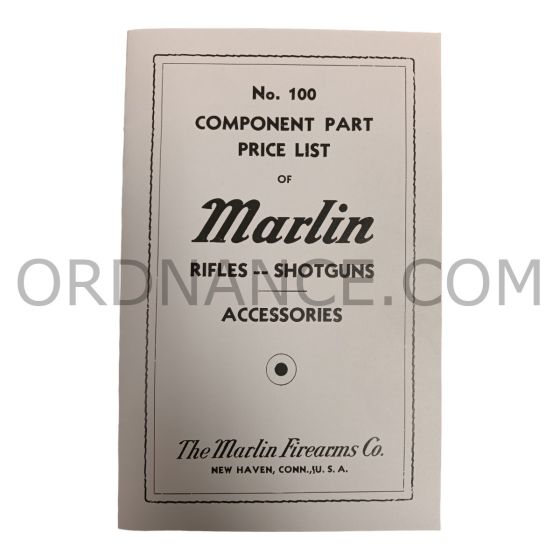 No. 100
COMPONENT PART
PRICE LIST
OF
Marlin
RIFLES -- SHOTGUNS
ORDNANCE.COM
ACCESSORIES
The Marlin Firearms Co.
NEW HAVEN, CONN., U. S. A.